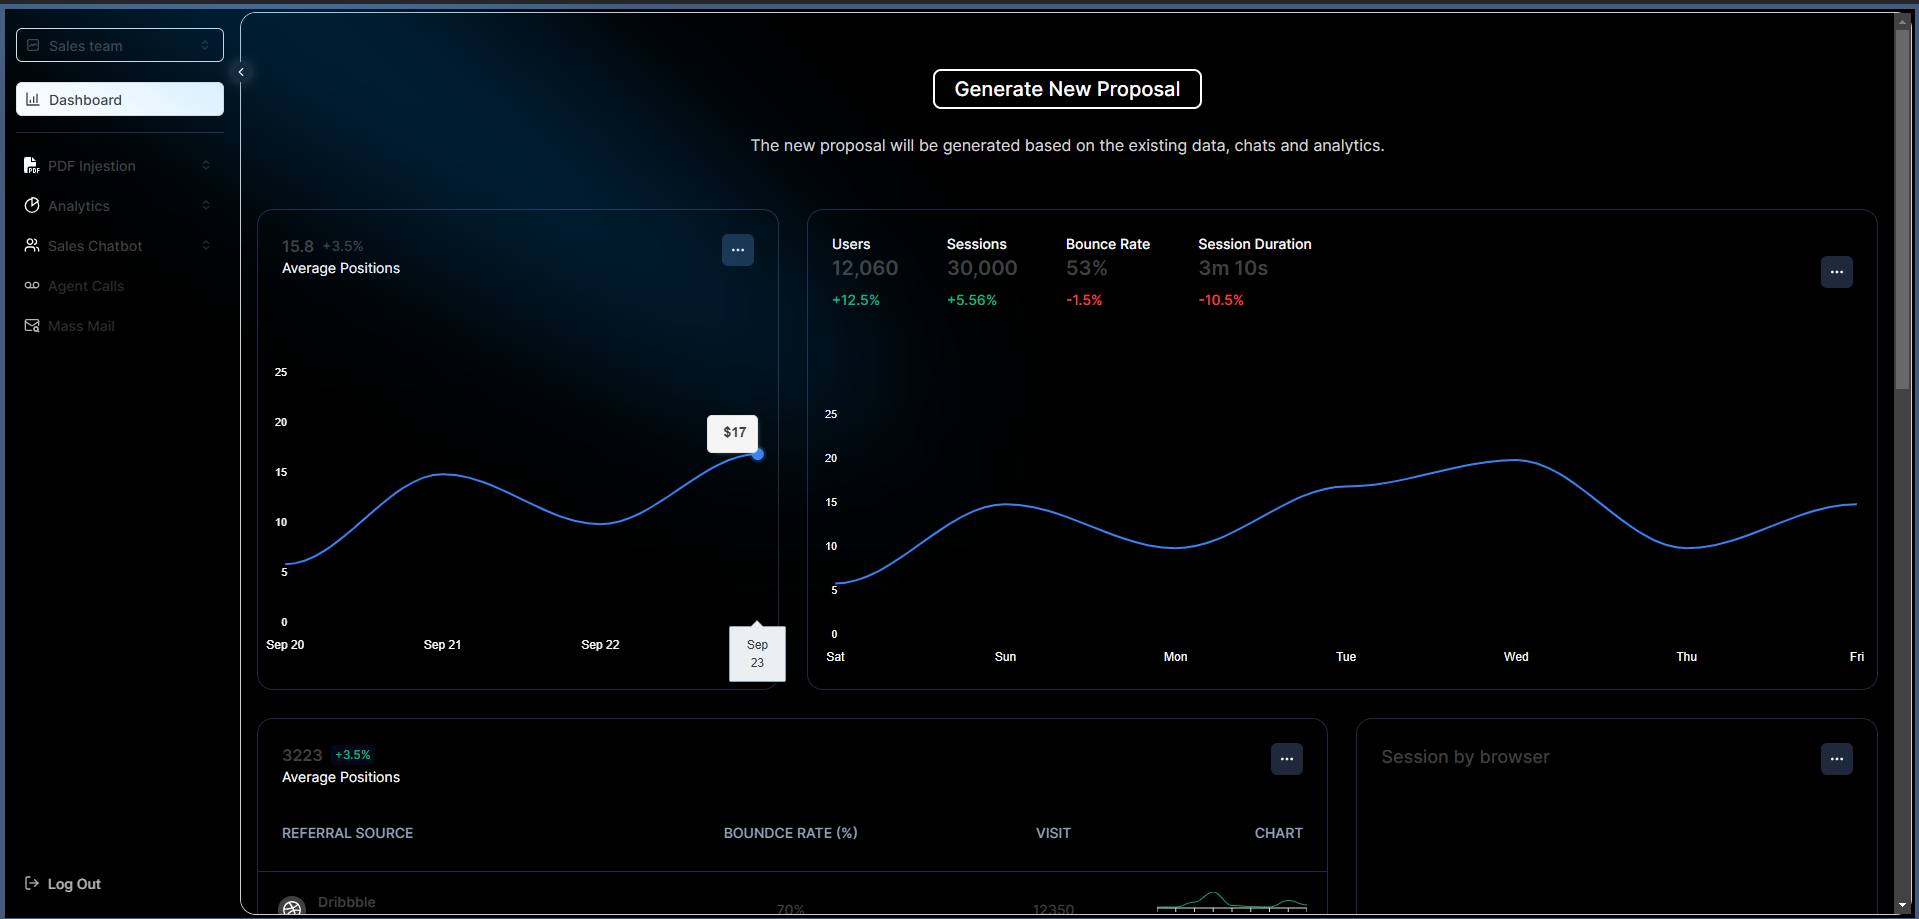 Sales team
Dashboard
PDF Injestion
Analytics
Sales Chatbot
Agent Calls
Mass Mail
Log Out
Generate New Proposal
The new proposal will be generated based on the existing data, chats and analytics.
15.8 +3.5%
Average Positions
25
20
15
10
5
0
$17
Sep 20 Sep 21 Sep 22
Sep
23
Users Sessions Bounce Rate Session Duration
12,060 30,000 53% 3m 10s
+12.5% +5.56% -1.5% -10.5%
25
20
15
10
5
0
Sat Sun Mon Tue Wed Thu Fri
3223 +3.5%
Average Positions
REFERRAL SOURCE BOUNDCE RATE (%) VISIT CHART
Dribbble
70% 12350
Session by browser